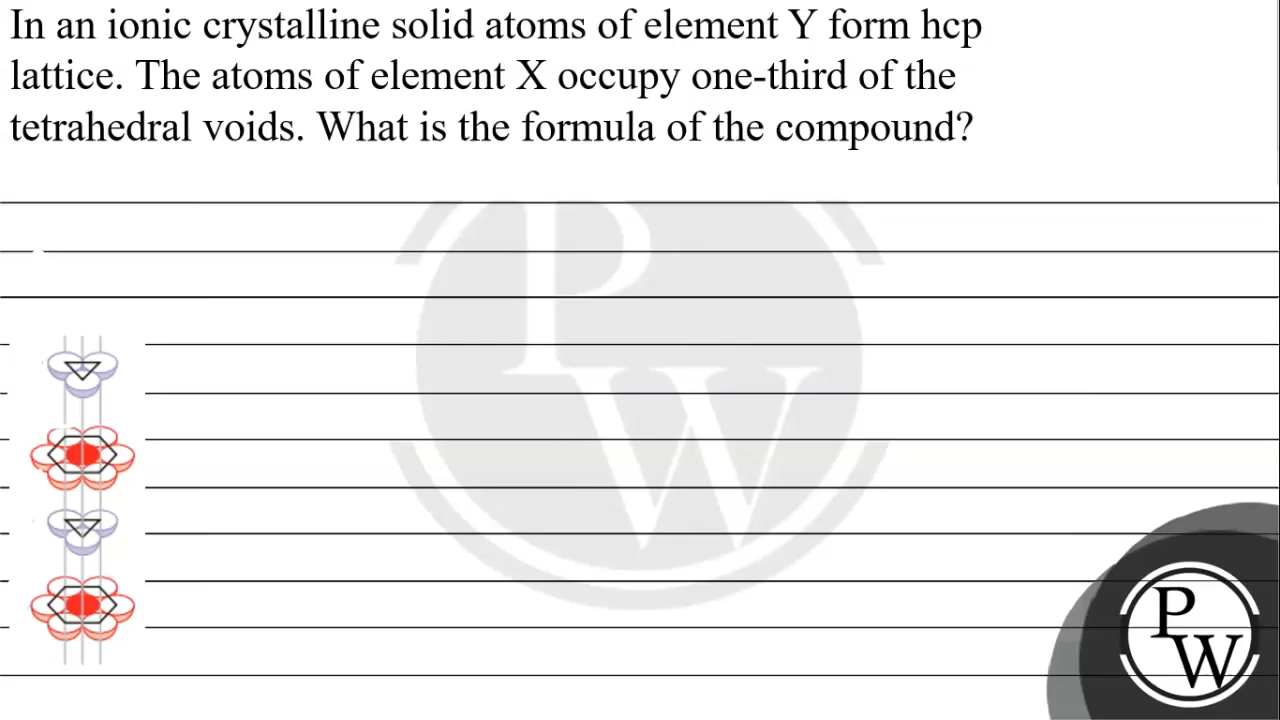 In an ionic crystalline solid atoms of element Y form hcp
lattice. The atoms of element X occupy one-third of the
tetrahedral voids. What is the formula of the compound?
P
W
P
W